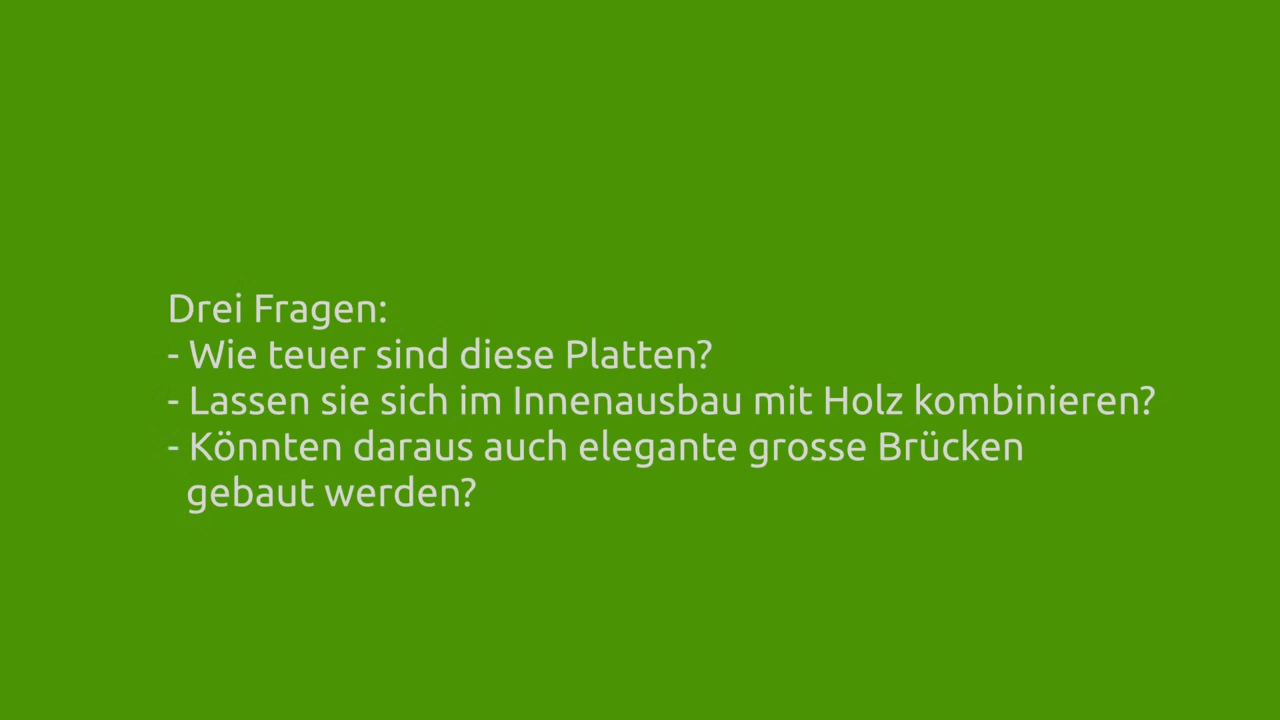 Drei Fragen:
- Wie teuer sind diese Platten?
- Lassen sie sich im Innenausbau mit Holz kombinieren?
- Könnten daraus auch elegante grosse Brücken
gebaut werden?